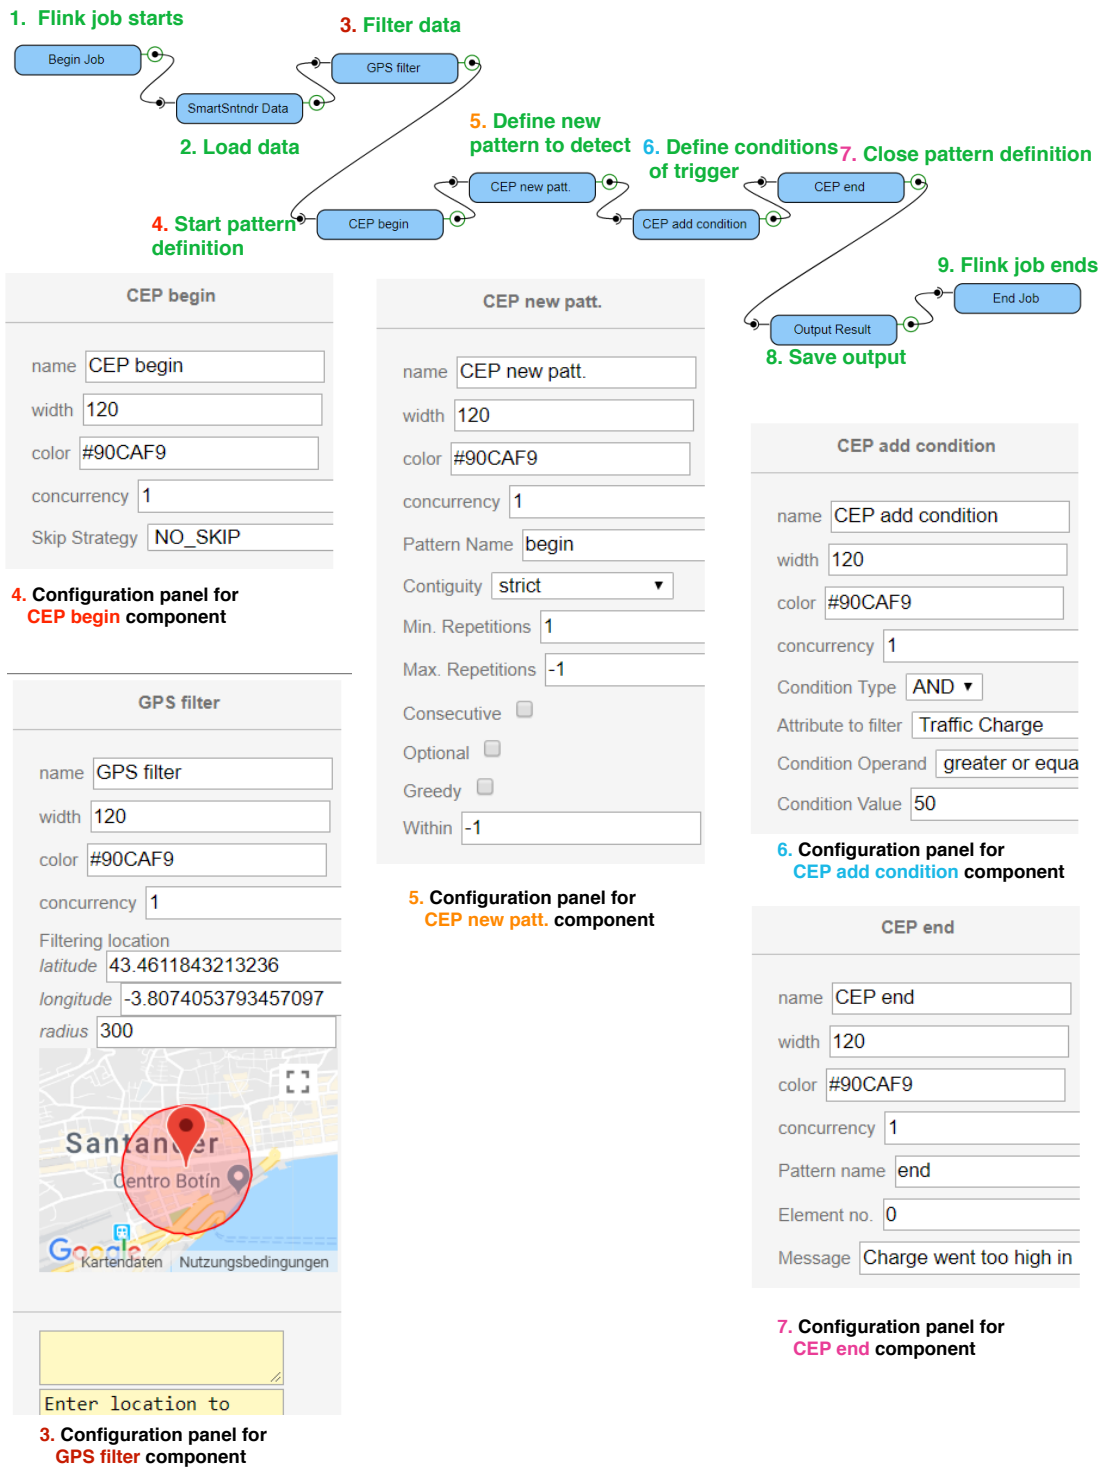 1. Flink job starts
3. Filter data
Begin Job
GPS filter
SmartSntndr Data
2. Load data
5. Define new
pattern to detect
6. Define conditions
of trigger
7. Close pattern definition
CEP new patt.
CEP end
4. Start pattern
definition
CEP begin
CEP add condition
9. Flink job ends
End Job
Output Result
8. Save output
CEP begin
name CEP begin
width 120
color #90CAF9
concurrency 1
Skip Strategy NO_SKIP
4. Configuration panel for
CEP begin component
GPS filter
name GPS filter
width 120
color #90CAF9
concurrency 1
Filtering location
latitude 43.4611843213236
longitude -3.8074053793457097
radius 300
Santander
Centro Botín
Google
Kartendaten
Nutzungsbedingungen
Enter location to
3. Configuration panel for
GPS filter component
CEP new patt.
name CEP new patt.
width 120
color #90CAF9
concurrency 1
Pattern Name begin
Contiguity strict
Min. Repetitions 1
Max. Repetitions -1
Consecutive
Optional
Greedy
Within -1
5. Configuration panel for
CEP new patt. component
CEP add condition
name CEP add condition
width 120
color #90CAF9
concurrency 1
Condition Type AND
Attribute to filter Traffic Charge
Condition Operand greater or equa
Condition Value 50
6. Configuration panel for
CEP add condition component
CEP end
name CEP end
width 120
color #90CAF9
concurrency 1
Pattern name end
Element no. 0
Message Charge went too high in
7. Configuration panel for
CEP end component